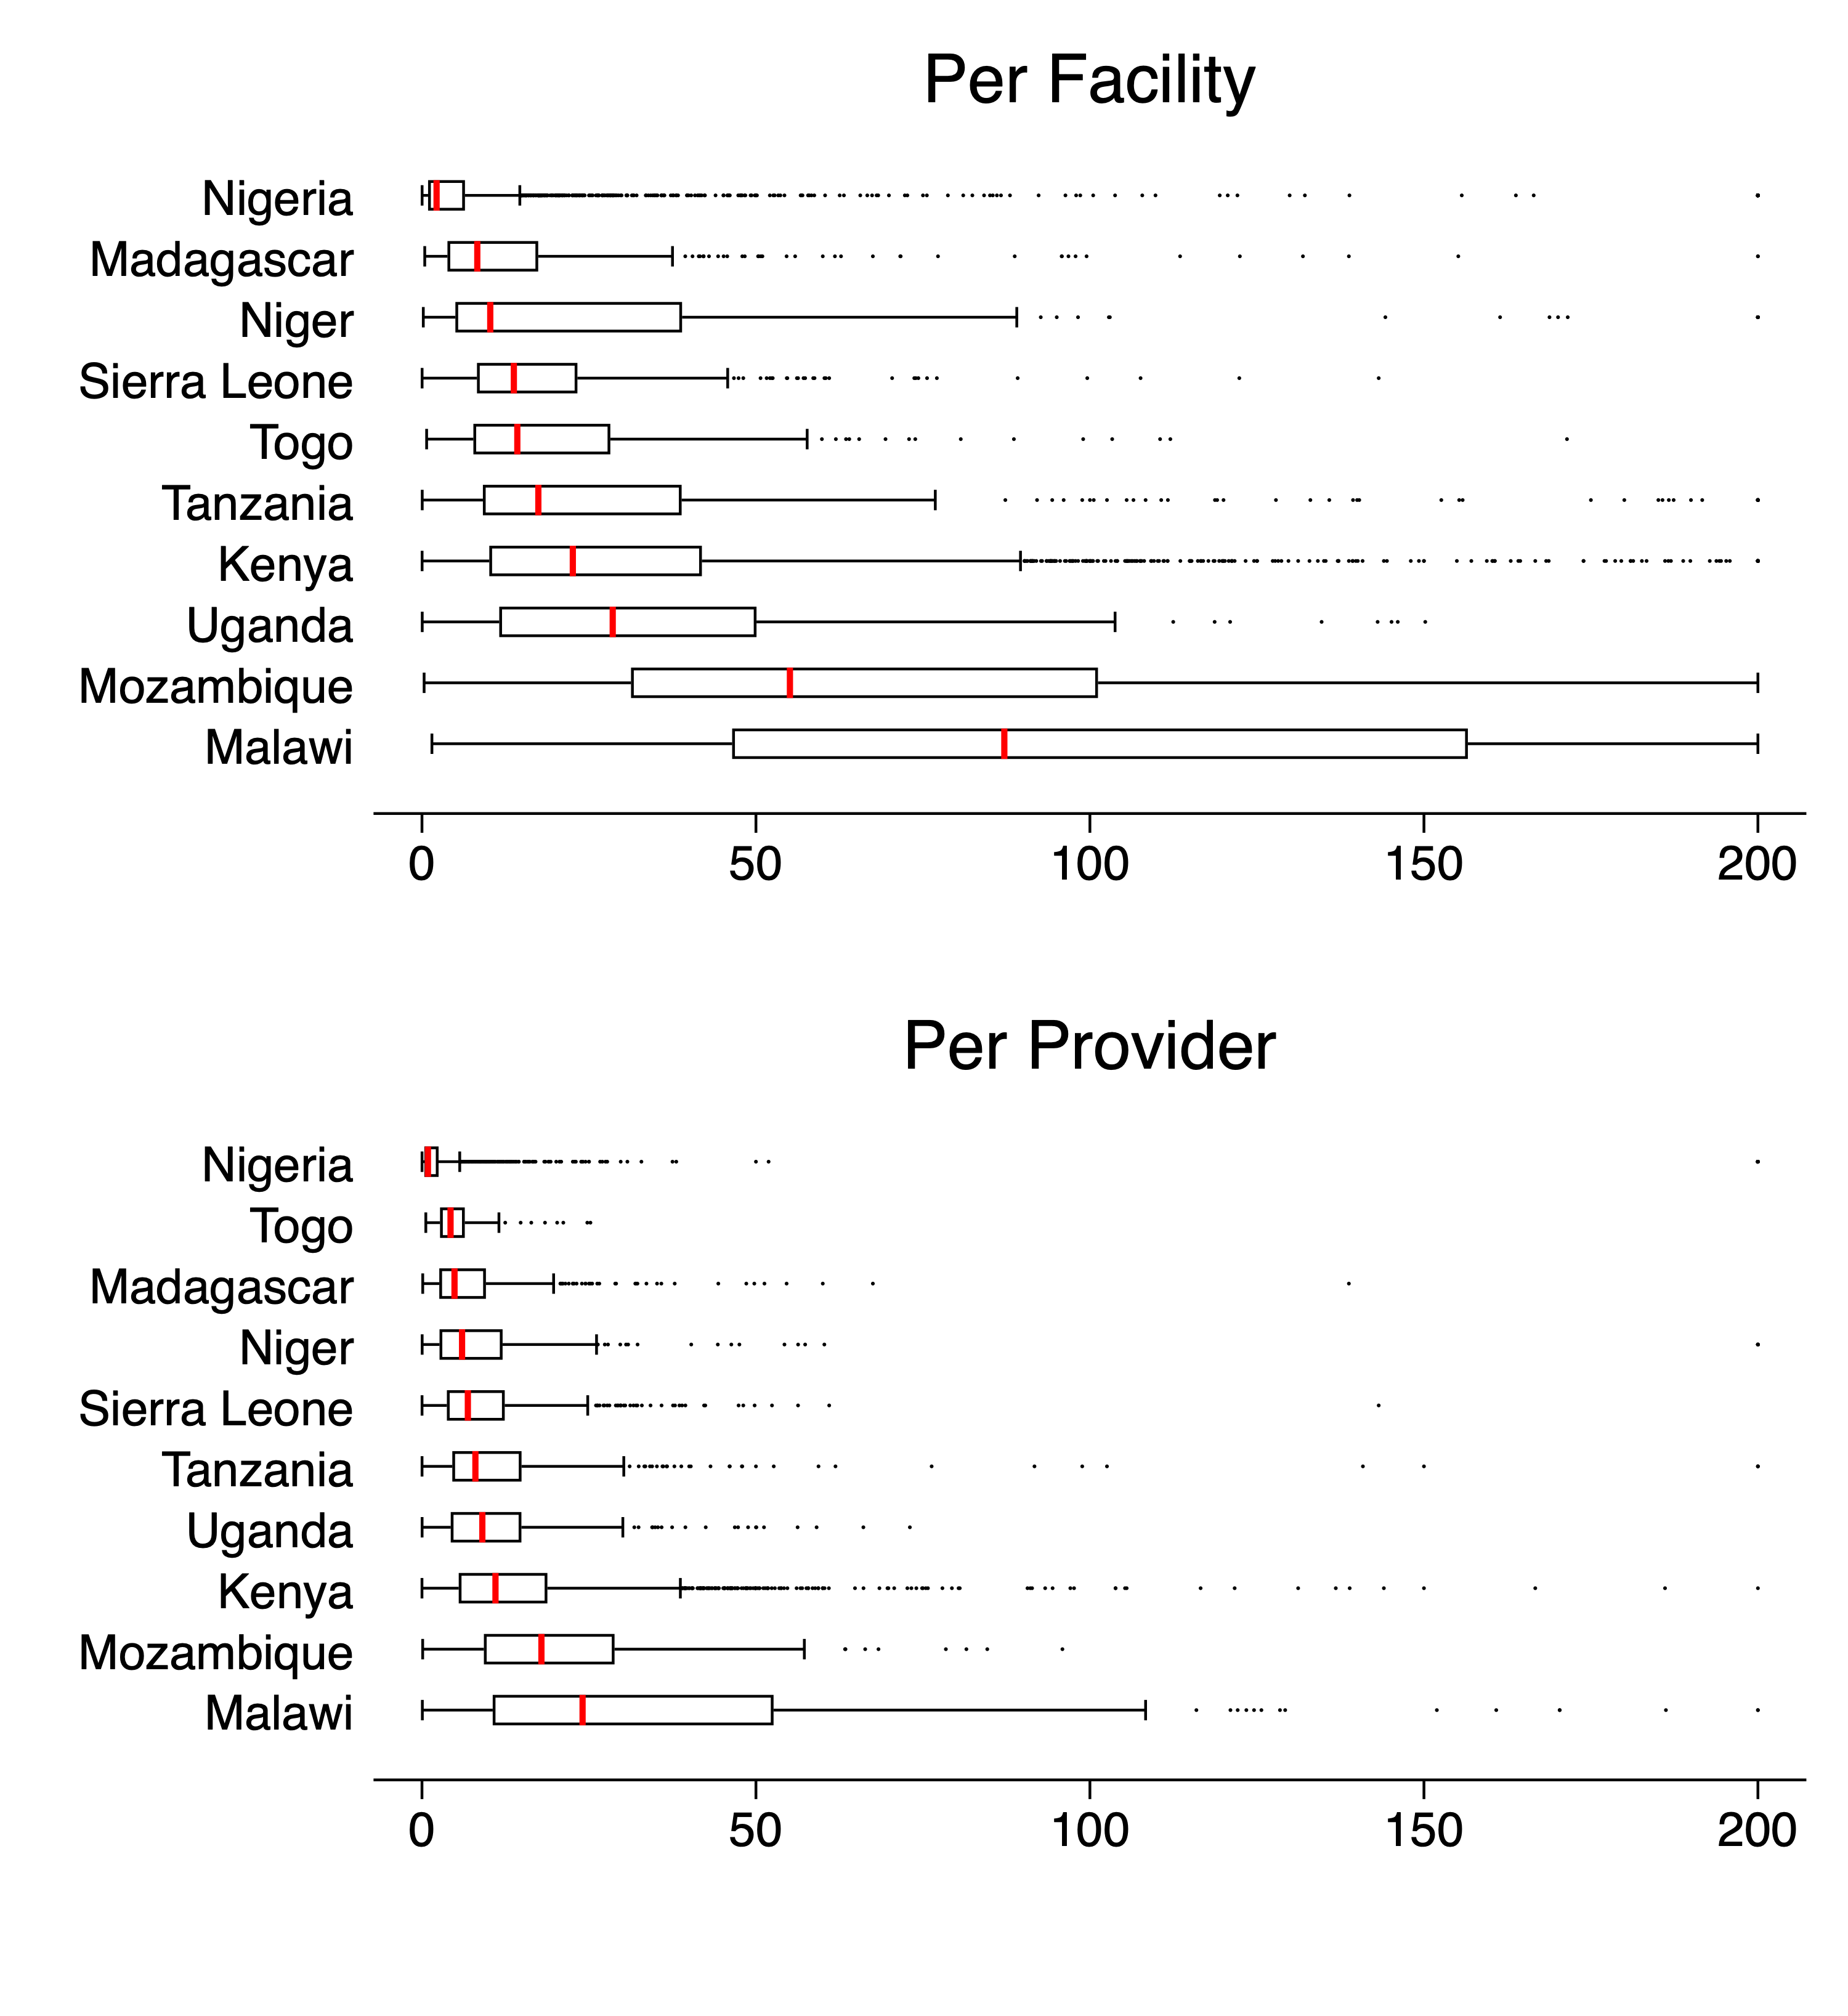 Per Facility
Nigeria
Madagascar
Niger
Sierra Leone
Togo
Tanzania
Kenya
Uganda
Mozambique
Malawi
0 50 100 150 200
Per Provider
Nigeria
Togo
Madagascar
Niger
Sierra Leone
Tanzania
Uganda
Kenya
Mozambique
Malawi
0 50 100 150 200